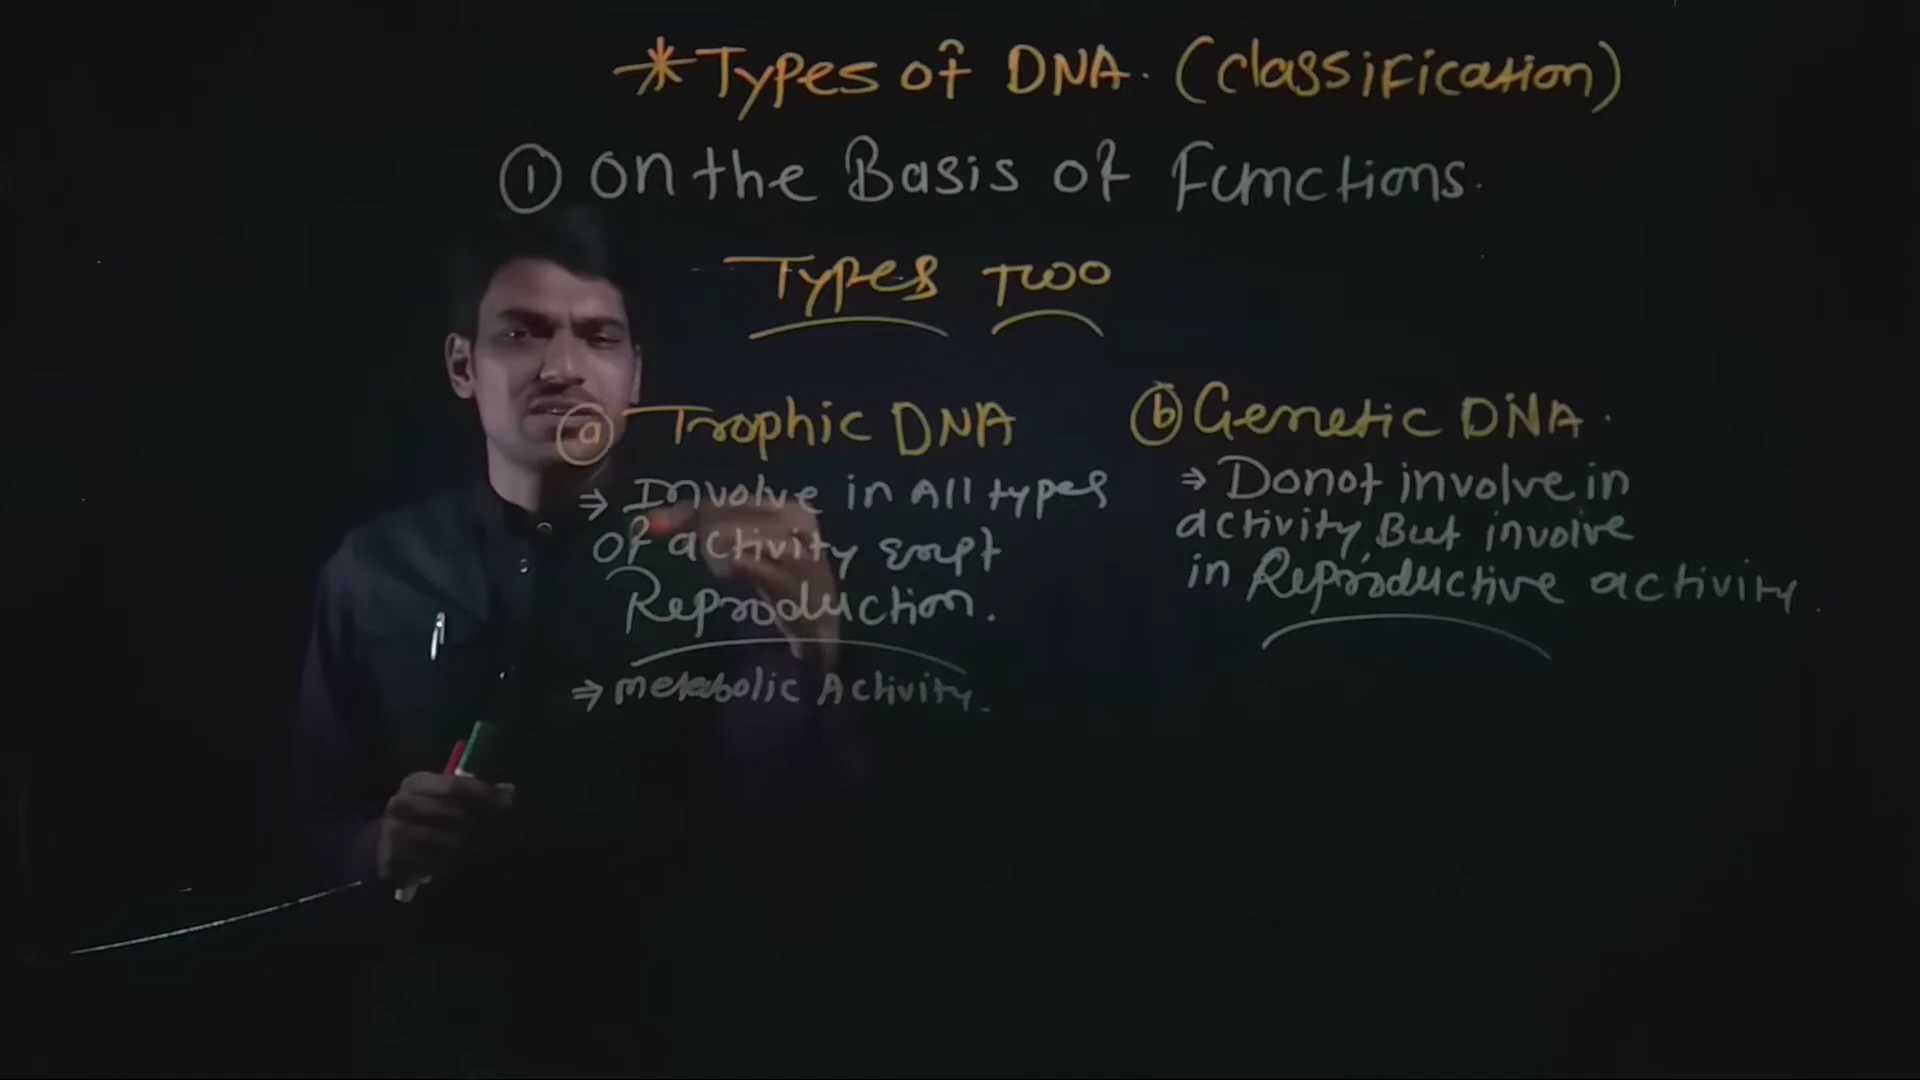 *Types of DNA. (Classification)
① On the Basis of Functions.
Types Two
ⓐ Trophic DNA
⇒ Involve in All types
of activity
Reproduction.
⇒ Metabolic Activity.
ⓑ Genetic DNA.
⇒ Donot involve in
activity, But involve
in Reproductive activity.